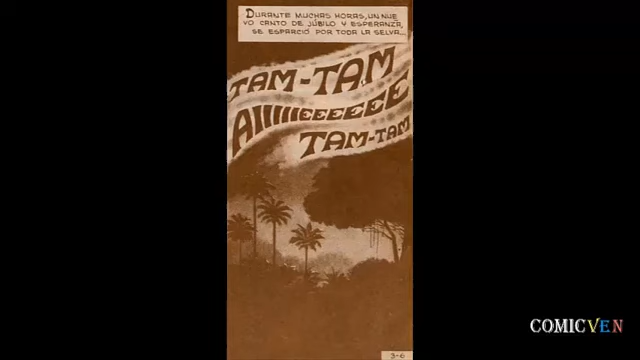 DURANTE MUCHAS HORAS, UN NUE
VO CANTO DE JÚBILO Y ESPERANZA,
SE ESPARCIÓ POR TODA LA SELVA...
TAM-TAM
AIIIIIEEEEEEE
TAM-TAM
COMICVEN
3-6